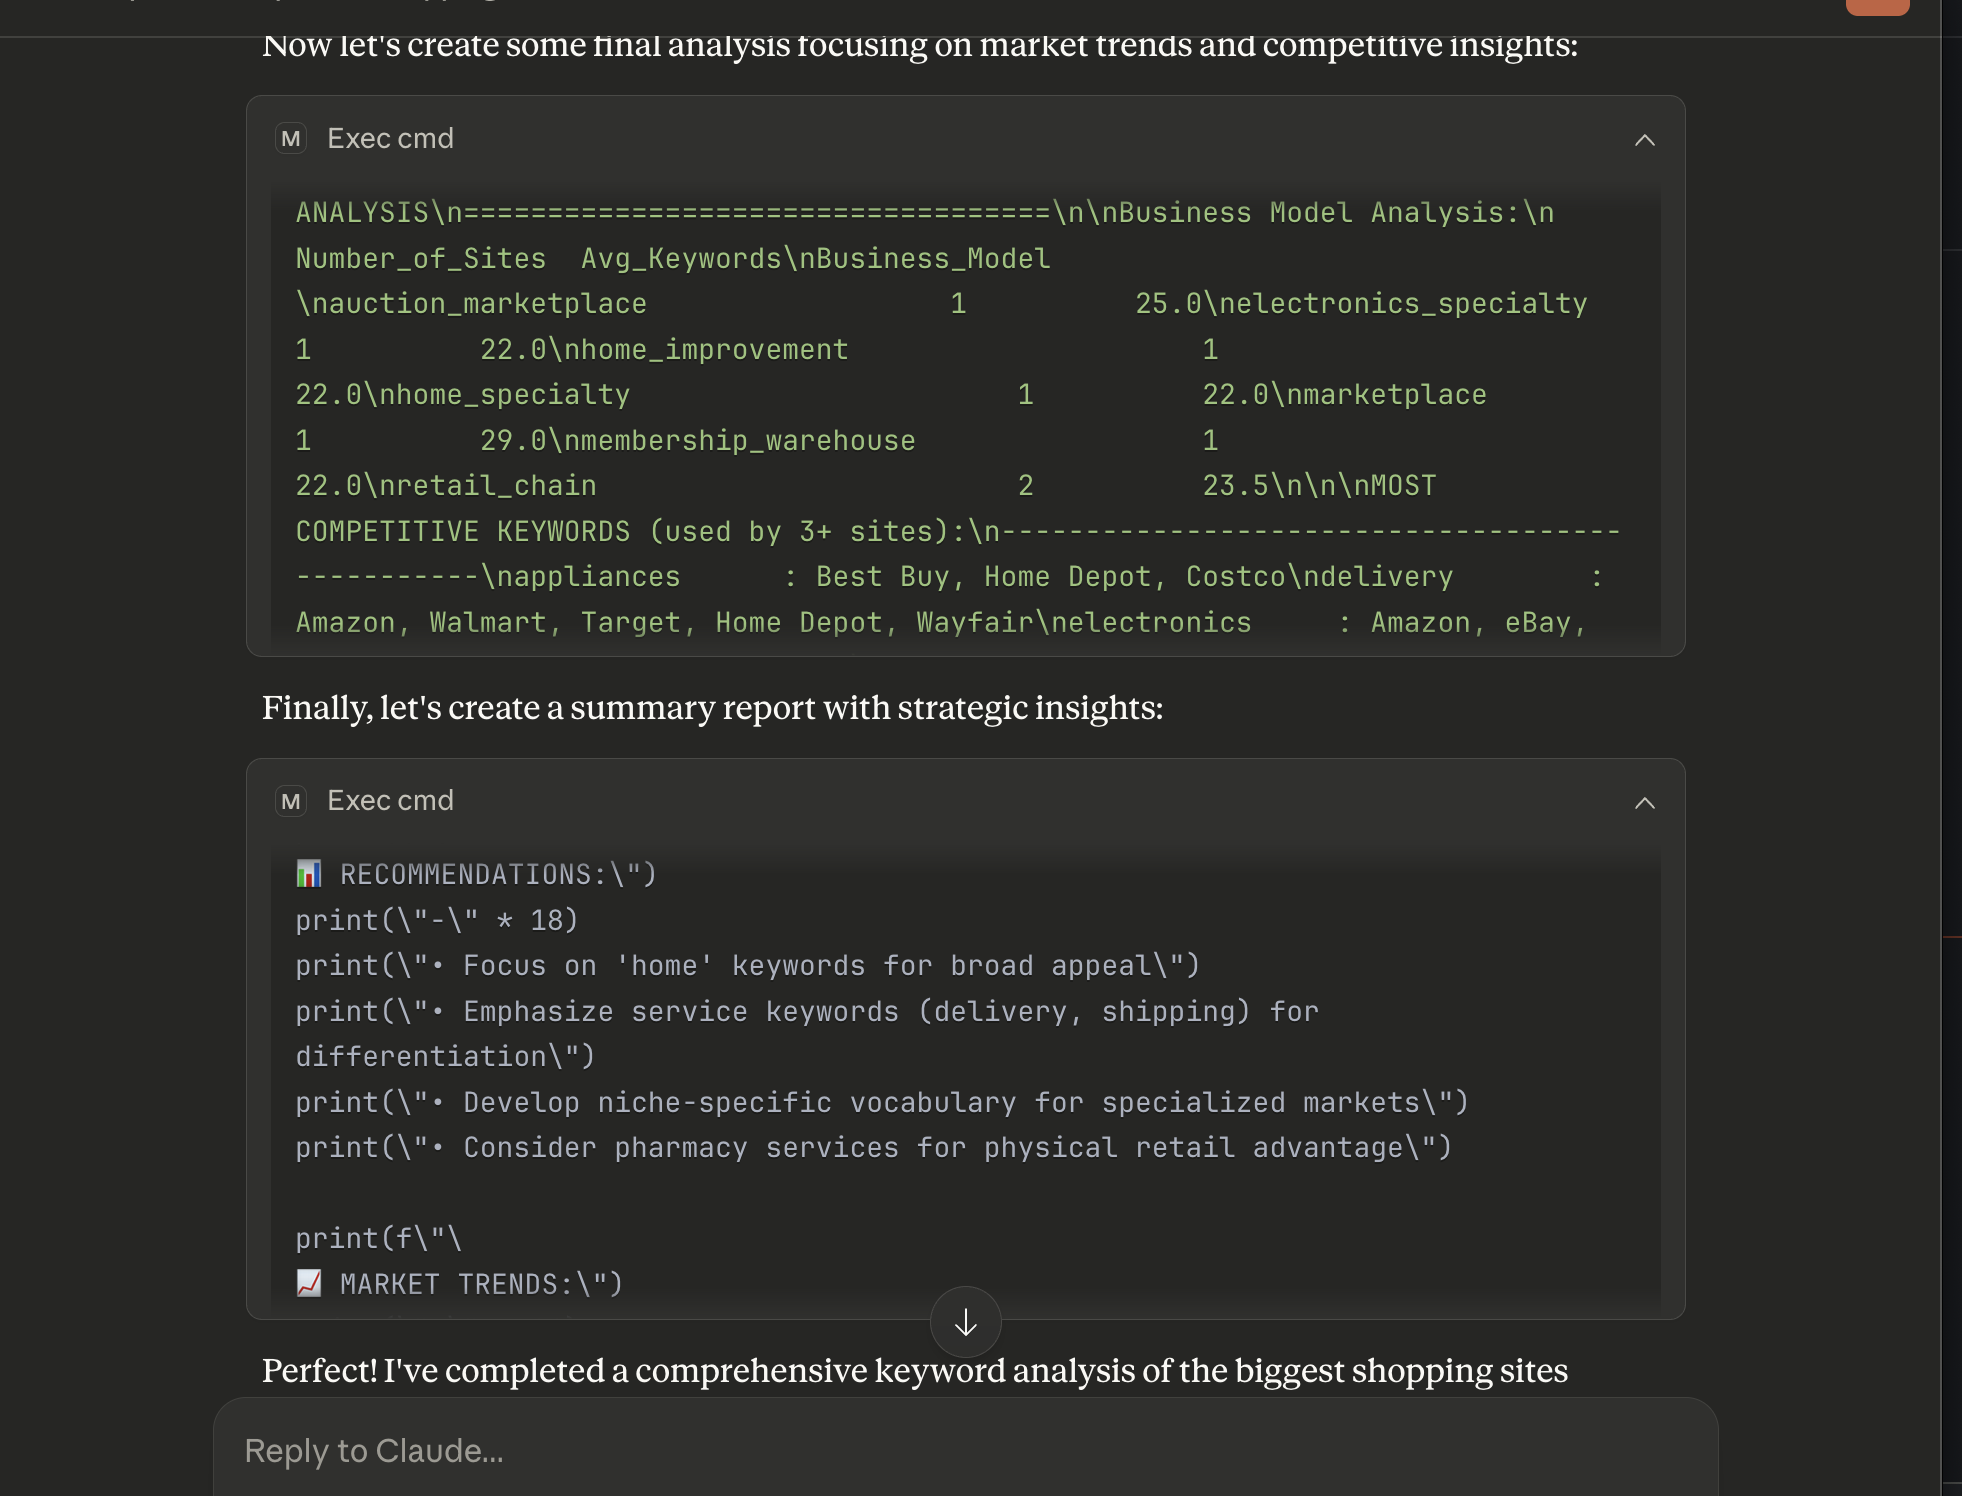 Now let's create some final analysis focusing on market trends and competitive insights:
M Exec cmd
ANALYSIS\n===================================\n\nBusiness Model Analysis:\n
Number_of_Sites  Avg_Keywords\nBusiness_Model
\nauction_marketplace                  1          25.0\nelectronics_specialty
1          22.0\nhome_improvement                     1
22.0\nhome_specialty                       1          22.0\nmarketplace
1          29.0\nmembership_warehouse                 1
22.0\nretail_chain                         2          23.5\n\n\nMOST
COMPETITIVE KEYWORDS (used by 3+ sites):\n-------------------------------------
-----------\nappliances      : Best Buy, Home Depot, Costco\ndelivery        :
Amazon, Walmart, Target, Home Depot, Wayfair\nelectronics     : Amazon, eBay,
Finally, let's create a summary report with strategic insights:
M Exec cmd
📊 RECOMMENDATIONS:\")
print(\"-\" * 18)
print(\"• Focus on 'home' keywords for broad appeal\")
print(\"• Emphasize service keywords (delivery, shipping) for
differentiation\")
print(\"• Develop niche-specific vocabulary for specialized markets\")
print(\"• Consider pharmacy services for physical retail advantage\")
print(f\"\
📈 MARKET TRENDS:\")
Perfect! I've completed a comprehensive keyword analysis of the biggest shopping sites
Reply to Claude...